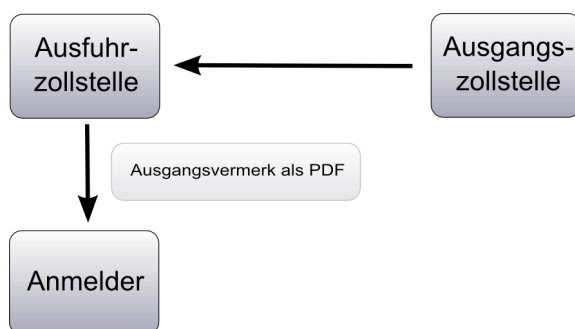 Ausfuhr-
zollstelle
Ausgangs-
zollstelle
Ausgangsvermerk als PDF
Anmelder